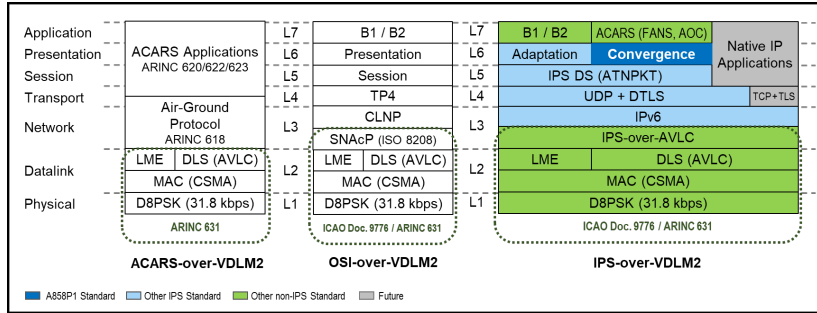 Application L7 B1 / B2 L7 B1 / B2 ACARS (FANS, AOC)
Presentation ACARS Applications L6 Presentation L6 Adaptation Convergence Native IP
ARINC 620/622/623 Applications
Session L5 Session L5 IPS DS (ATNPKT)
Transport L4 TP4 L4 UDP + DTLS TCP+TLS
Air-Ground CLNP IPv6
Network Protocol L3 L3
ARINC 618 SNAcP (ISO 8208) IPS-over-AVLC
LME DLS (AVLC) LME DLS (AVLC) LME DLS (AVLC)
Datalink L2 L2
MAC (CSMA) MAC (CSMA) MAC (CSMA)
Physical D8PSK (31.8 kbps) L1 D8PSK (31.8 kbps) L1 D8PSK (31.8 kbps)
ARINC 631 ICAO Doc. 9776 / ARINC 631 ICAO Doc. 9776 / ARINC 631
ACARS-over-VDLM2 OSI-over-VDLM2 IPS-over-VDLM2
A858P1 Standard Other IPS Standard Other non-IPS Standard Future